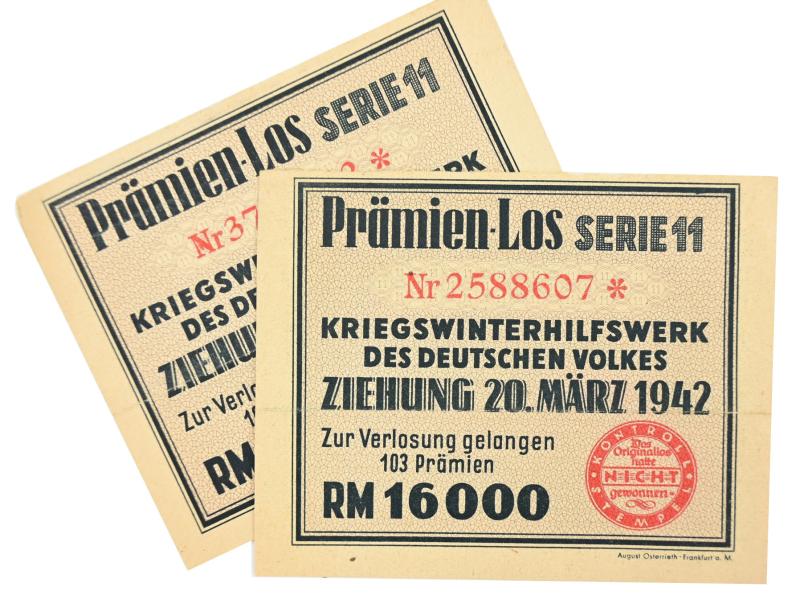 Prämien-Los SERIE 11
Nr 37
KRIEGSW
DES DE
ZIEHU
Zur Verlo
RM
Prämien-Los SERIE 11
Nr 2588607 *
KRIEGSWINTERHILFSWERK
DES DEUTSCHEN VOLKES
ZIEHUNG 20. MÄRZ 1942
Zur Verlosung gelangen
103 Prämien
RM 16000
KONTROLL
Das
Originallos
hatte
NICHT
gewonnen
STEMPEL
August Osterrieth - Frankfurt a. M.